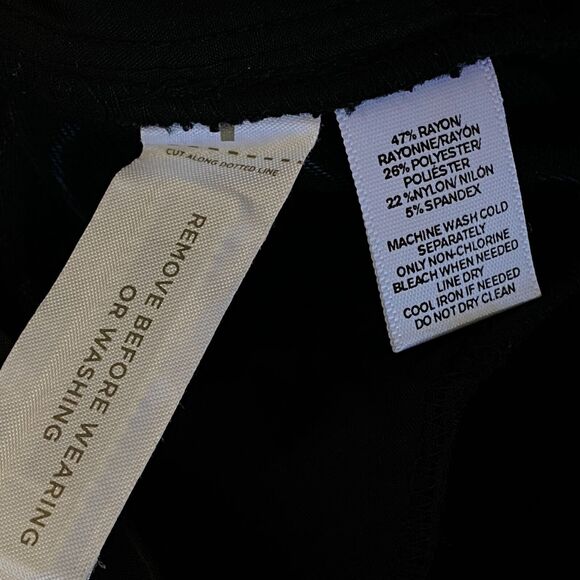 CUT ALONG DOTTED LINE
REMOVE BEFORE WEARING
OR WASHING
47% RAYON/
RAYONNE/RAYÓN
26% POLYESTER/
POLIÉSTER
22%NYLON/NILÓN
5% SPANDEX
MACHINE WASH COLD
SEPARATELY
ONLY NON-CHLORINE
BLEACH WHEN NEEDED
LINE DRY
COOL IRON IF NEEDED
DO NOT DRY CLEAN